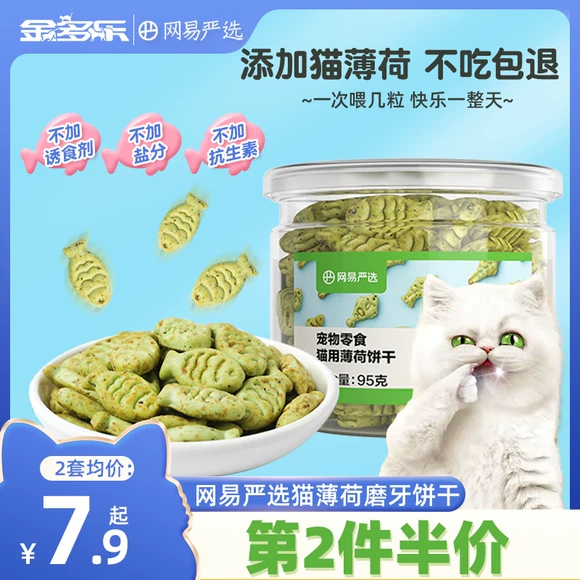 金多乐 网易严选
添加猫薄荷 不吃包退
~一次喂几粒 快乐一整天~
不加
诱食剂
不加
盐分
不加
抗生素
网易严选
宠物零食
猫用薄荷饼干
量：95克
2套均价：
¥7.9起
网易严选猫薄荷磨牙饼干
第2件半价